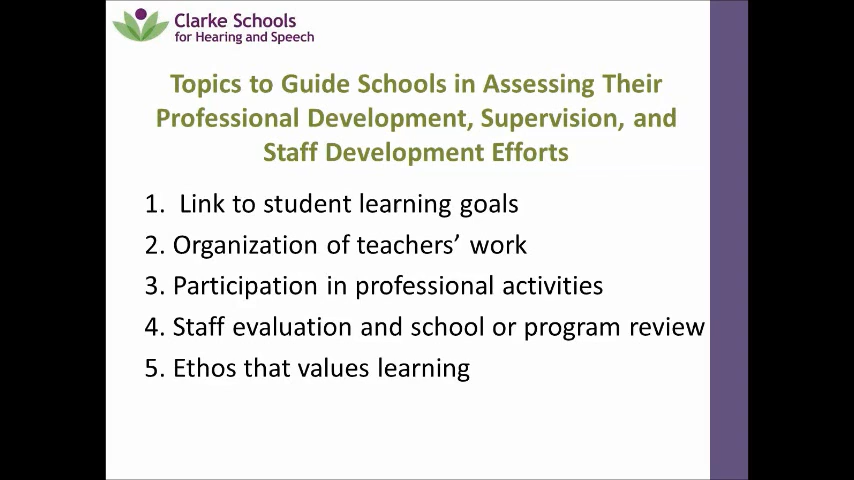 Clarke Schools
for Hearing and Speech
Topics to Guide Schools in Assessing Their
Professional Development, Supervision, and
Staff Development Efforts
1. Link to student learning goals
2. Organization of teachers’ work
3. Participation in professional activities
4. Staff evaluation and school or program review
5. Ethos that values learning